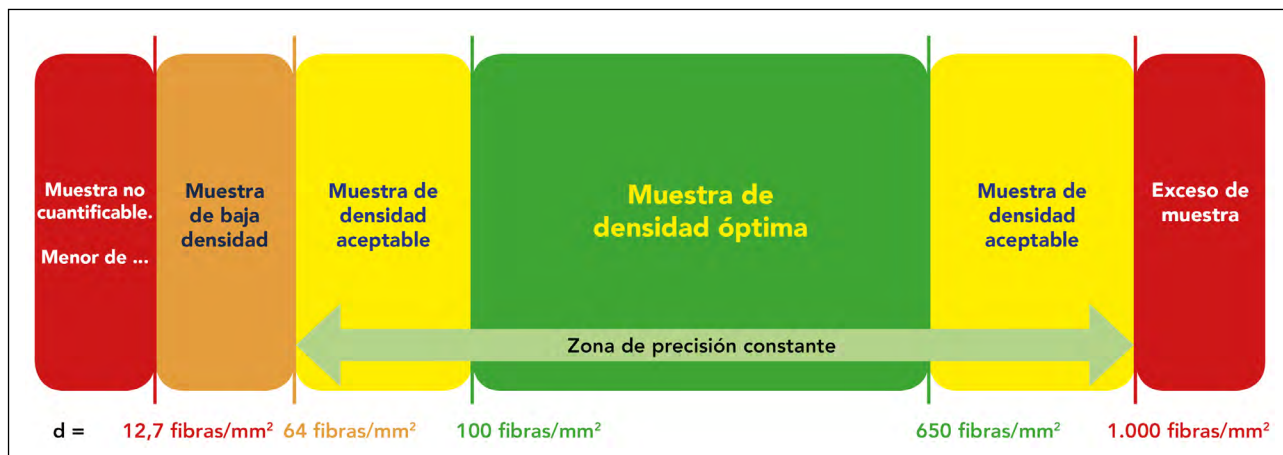 Muestra no
cuantificable.
Menor de ...
Muestra
de baja
densidad
Muestra de
densidad
aceptable
Muestra de
densidad óptima
Muestra de
densidad
aceptable
Exceso de
muestra
Zona de precisión constante
d = 12,7 fibras/mm² 64 fibras/mm² 100 fibras/mm² 650 fibras/mm² 1.000 fibras/mm²